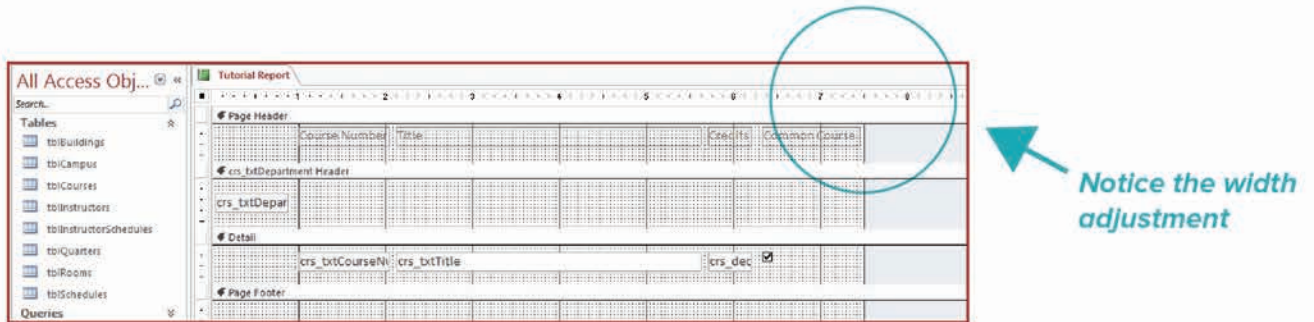 All Access Obj...
Search...
Tables
tblBuildings
tblCampus
tblCourses
tblInstructors
tblInstructorSchedules
tblQuarters
tblRooms
tblSchedules
Queries
Tutorial Report
1 2 3 4 5 6 7 8
Page Header
Course Number Title Credits Common Course
crs_txtDepartment Header
crs_txtDepar
Detail
crs_txtCourseNu crs_txtTitle crs_dec
Page Footer
Notice the width
adjustment